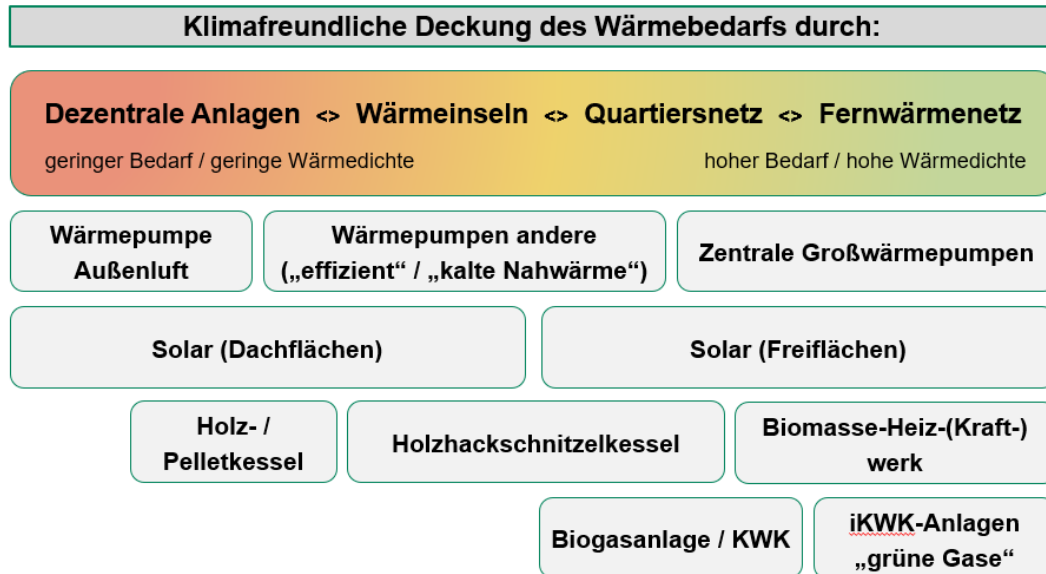 Klimafreundliche Deckung des Wärmebedarfs durch:
Dezentrale Anlagen <> Wärmeinseln <> Quartiersnetz <> Fernwärmenetz
geringer Bedarf / geringe Wärmedichte
hoher Bedarf / hohe Wärmedichte
Wärmepumpe
Außenluft
Wärmepumpen andere
(„effizient“ / „kalte Nahwärme“)
Zentrale Großwärmepumpen
Solar (Dachflächen)
Solar (Freiflächen)
Holz- /
Pelletkessel
Holzhackschnitzelkessel
Biomasse-Heiz-(Kraft-)
werk
Biogasanlage / KWK
iKWK-Anlagen
„grüne Gase“